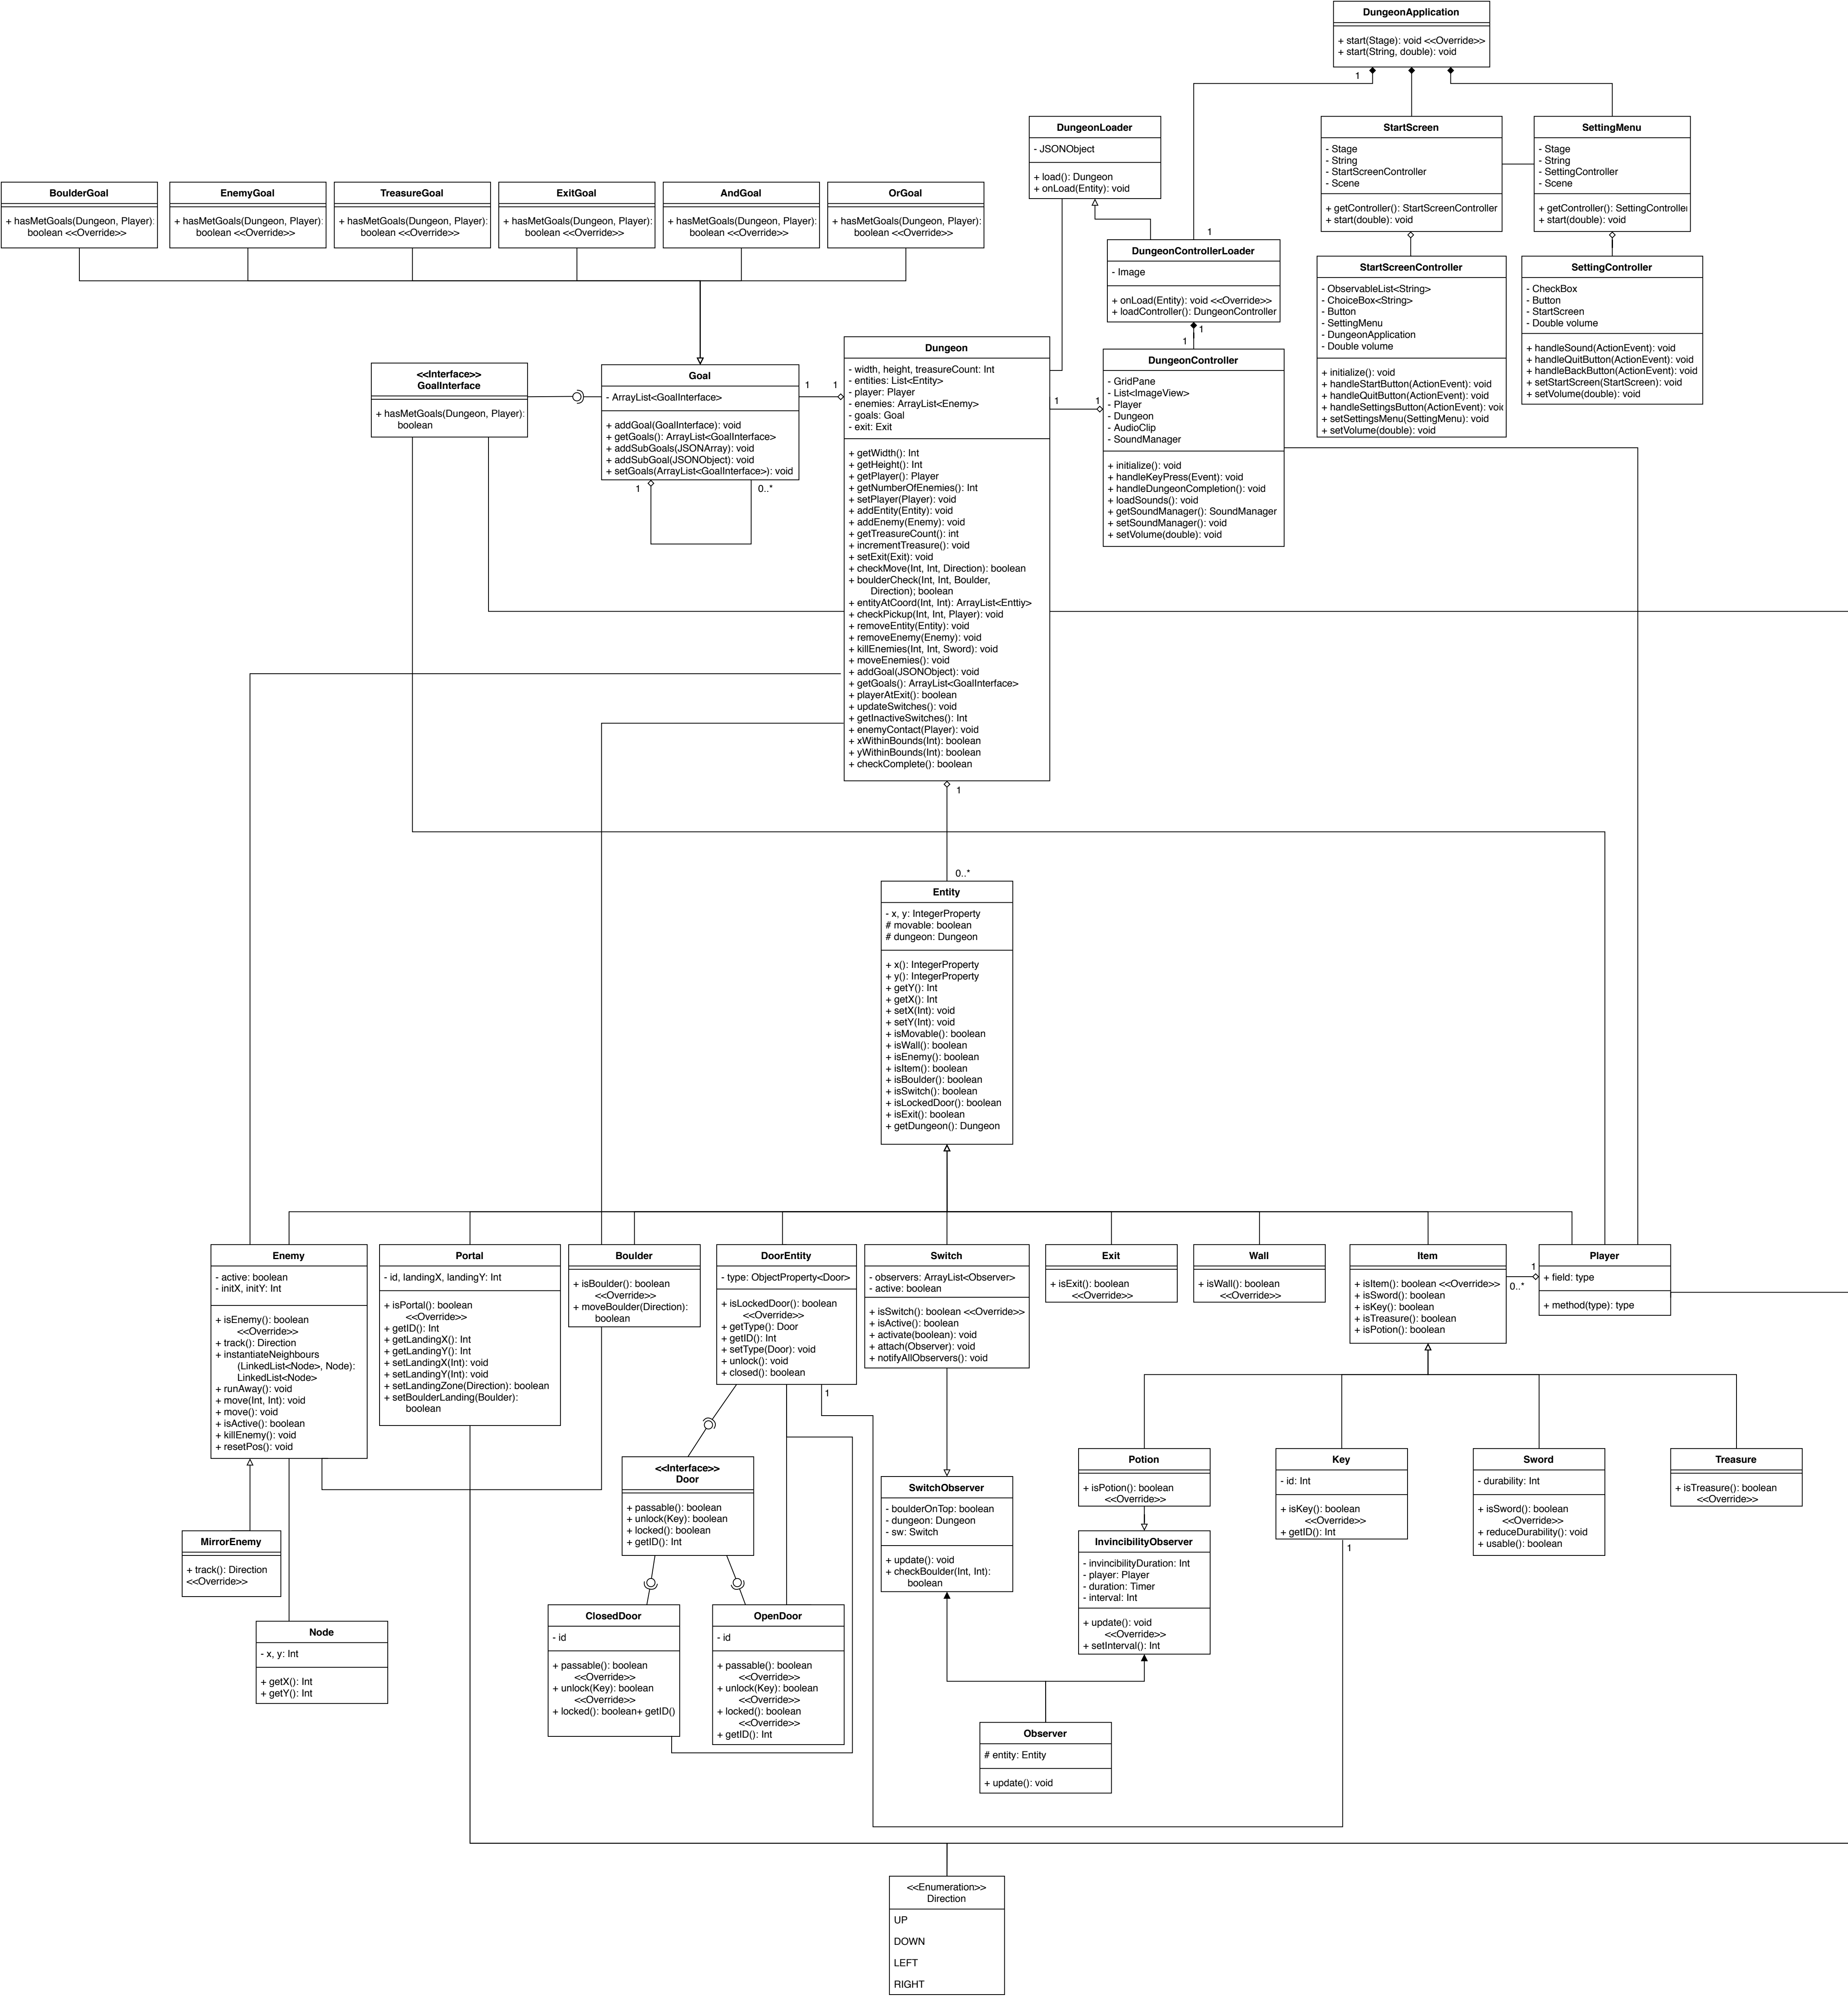 DungeonApplication
+ start(Stage): void <<Override>>
+ start(String, double): void
1
DungeonLoader
- JSONObject
+ load(): Dungeon
+ onLoad(Entity): void
StartScreen
- Stage
- String
- StartScreenController
- Scene
+ getController(): StartScreenController
+ start(double): void
SettingMenu
- Stage
- String
- SettingController
- Scene
+ getController(): SettingController
+ start(double): void
BoulderGoal
+ hasMetGoals(Dungeon, Player):
boolean <<Override>>
EnemyGoal
+ hasMetGoals(Dungeon, Player):
boolean <<Override>>
TreasureGoal
+ hasMetGoals(Dungeon, Player):
boolean <<Override>>
ExitGoal
+ hasMetGoals(Dungeon, Player):
boolean <<Override>>
AndGoal
+ hasMetGoals(Dungeon, Player):
boolean <<Override>>
OrGoal
+ hasMetGoals(Dungeon, Player):
boolean <<Override>>
1
DungeonControllerLoader
- Image
+ onLoad(Entity): void <<Override>>
+ loadController(): DungeonController
1
1
StartScreenController
- ObservableList<String>
- ChoiceBox<String>
- Button
- SettingMenu
- DungeonApplication
- Double volume
+ initialize(): void
+ handleStartButton(ActionEvent): void
+ handleQuitButton(ActionEvent): void
+ handleSettingsButton(ActionEvent): void
+ setSettingsMenu(SettingMenu): void
+ setVolume(double): void
SettingController
- CheckBox
- Button
- StartScreen
- Double volume
+ handleSound(ActionEvent): void
+ handleQuitButton(ActionEvent): void
+ handleBackButton(ActionEvent): void
+ setStartScreen(StartScreen): void
+ setVolume(double): void
<<Interface>>
GoalInterface
+ hasMetGoals(Dungeon, Player):
boolean
Goal
- ArrayList<GoalInterface>
+ addGoal(GoalInterface): void
+ getGoals(): ArrayList<GoalInterface>
+ addSubGoals(JSONArray): void
+ addSubGoal(JSONObject): void
+ setGoals(ArrayList<GoalInterface>): void
1
0..*
1
1
Dungeon
- width, height, treasureCount: Int
- entities: List<Entity>
- player: Player
- enemies: ArrayList<Enemy>
- goals: Goal
- exit: Exit
+ getWidth(): Int
+ getHeight(): Int
+ getPlayer(): Player
+ getNumberOfEnemies(): Int
+ setPlayer(Player): void
+ addEntity(Entity): void
+ addEnemy(Enemy): void
+ getTreasureCount(): int
+ incrementTreasure(): void
+ setExit(Exit): void
+ checkMove(Int, Int, Direction): boolean
+ boulderCheck(Int, Int, Boulder,
Direction); boolean
+ entityAtCoord(Int, Int): ArrayList<Enttiy>
+ checkPickup(Int, Int, Player): void
+ removeEntity(Entity): void
+ removeEnemy(Enemy): void
+ killEnemies(Int, Int, Sword): void
+ moveEnemies(): void
+ addGoal(JSONObject): void
+ getGoals(): ArrayList<GoalInterface>
+ playerAtExit(): boolean
+ updateSwitches(): void
+ getInactiveSwitches(): Int
+ enemyContact(Player): void
+ xWithinBounds(Int): boolean
+ yWithinBounds(Int): boolean
+ checkComplete(): boolean
1
1
DungeonController
- GridPane
- List<ImageView>
- Player
- Dungeon
- AudioClip
- SoundManager
+ initialize(): void
+ handleKeyPress(Event): void
+ handleDungeonCompletion(): void
+ loadSounds(): void
+ getSoundManager(): SoundManager
+ setSoundManager(): void
+ setVolume(double): void
1
0..*
Entity
- x, y: IntegerProperty
# movable: boolean
# dungeon: Dungeon
+ x(): IntegerProperty
+ y(): IntegerProperty
+ getY(): Int
+ getX(): Int
+ setX(Int): void
+ setY(Int): void
+ isMovable(): boolean
+ isWall(): boolean
+ isEnemy(): boolean
+ isItem(): boolean
+ isBoulder(): boolean
+ isSwitch(): boolean
+ isLockedDoor(): boolean
+ isExit(): boolean
+ getDungeon(): Dungeon
Enemy
- active: boolean
- initX, initY: Int
+ isEnemy(): boolean
<<Override>>
+ track(): Direction
+ instantiateNeighbours
(LinkedList<Node>, Node):
LinkedList<Node>
+ runAway(): void
+ move(Int, Int): void
+ move(): void
+ isActive(): boolean
+ killEnemy(): void
+ resetPos(): void
Portal
- id, landingX, landingY: Int
+ isPortal(): boolean
<<Override>>
+ getID(): Int
+ getLandingX(): Int
+ getLandingY(): Int
+ setLandingX(Int): void
+ setLandingY(Int): void
+ setLandingZone(Direction): boolean
+ setBoulderLanding(Boulder):
boolean
Boulder
+ isBoulder(): boolean
<<Override>>
+ moveBoulder(Direction):
boolean
DoorEntity
- type: ObjectProperty<Door>
+ isLockedDoor(): boolean
<<Override>>
+ getType(): Door
+ getID(): Int
+ setType(Door): void
+ unlock(): void
+ closed(): boolean
1
Switch
- observers: ArrayList<Observer>
- active: boolean
+ isSwitch(): boolean <<Override>>
+ isActive(): boolean
+ activate(boolean): void
+ attach(Observer): void
+ notifyAllObservers(): void
Exit
+ isExit(): boolean
<<Override>>
Wall
+ isWall(): boolean
<<Override>>
Item
+ isItem(): boolean <<Override>>
+ isSword(): boolean
+ isKey(): boolean
+ isTreasure(): boolean
+ isPotion(): boolean
0..*
1
Player
+ field: type
+ method(type): type
<<Interface>>
Door
+ passable(): boolean
+ unlock(Key): boolean
+ locked(): boolean
+ getID(): Int
SwitchObserver
- boulderOnTop: boolean
- dungeon: Dungeon
- sw: Switch
+ update(): void
+ checkBoulder(Int, Int):
boolean
Potion
+ isPotion(): boolean
<<Override>>
Key
- id: Int
+ isKey(): boolean
<<Override>>
+ getID(): Int
1
Sword
- durability: Int
+ isSword(): boolean
<<Override>>
+ reduceDurability(): void
+ usable(): boolean
Treasure
+ isTreasure(): boolean
<<Override>>
MirrorEnemy
+ track(): Direction
<<Override>>
InvincibilityObserver
- invincibilityDuration: Int
- player: Player
- duration: Timer
- interval: Int
+ update(): void
<<Override>>
+ setInterval(): Int
Node
- x, y: Int
+ getX(): Int
+ getY(): Int
ClosedDoor
- id
+ passable(): boolean
<<Override>>
+ unlock(Key): boolean
<<Override>>
+ locked(): boolean+ getID()
OpenDoor
- id
+ passable(): boolean
<<Override>>
+ unlock(Key): boolean
<<Override>>
+ locked(): boolean
<<Override>>
+ getID(): Int
Observer
# entity: Entity
+ update(): void
<<Enumeration>>
Direction
UP
DOWN
LEFT
RIGHT